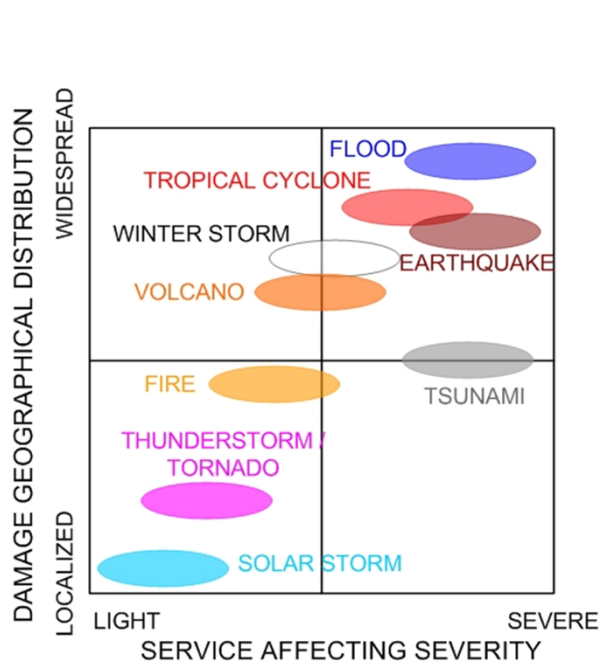 DAMAGE GEOGRAPHICAL DISTRIBUTION
WIDESPREAD
LOCALIZED
FLOOD
TROPICAL CYCLONE
WINTER STORM
EARTHQUAKE
VOLCANO
FIRE
TSUNAMI
THUNDERSTORM /
TORNADO
SOLAR STORM
LIGHT
SEVERE
SERVICE AFFECTING SEVERITY